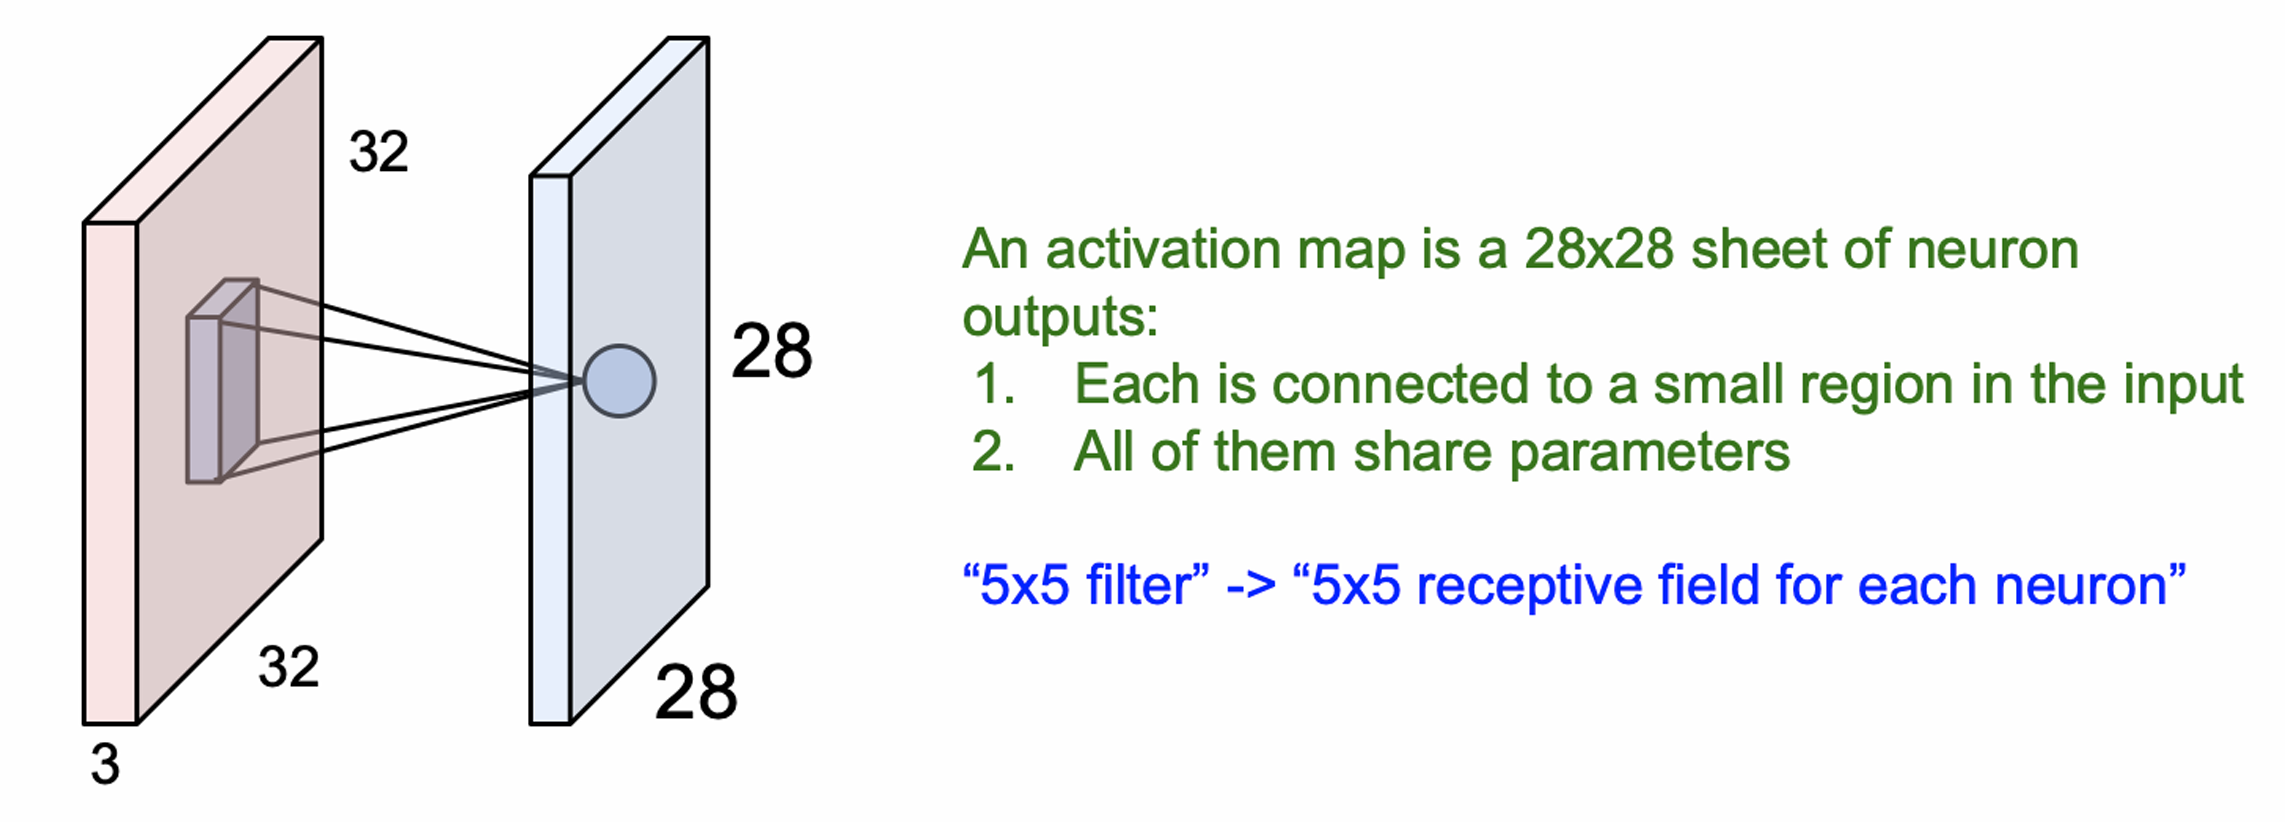 32
28
32
28
3
An activation map is a 28x28 sheet of neuron
outputs:
1. Each is connected to a small region in the input
2. All of them share parameters
“5x5 filter” -> “5x5 receptive field for each neuron”